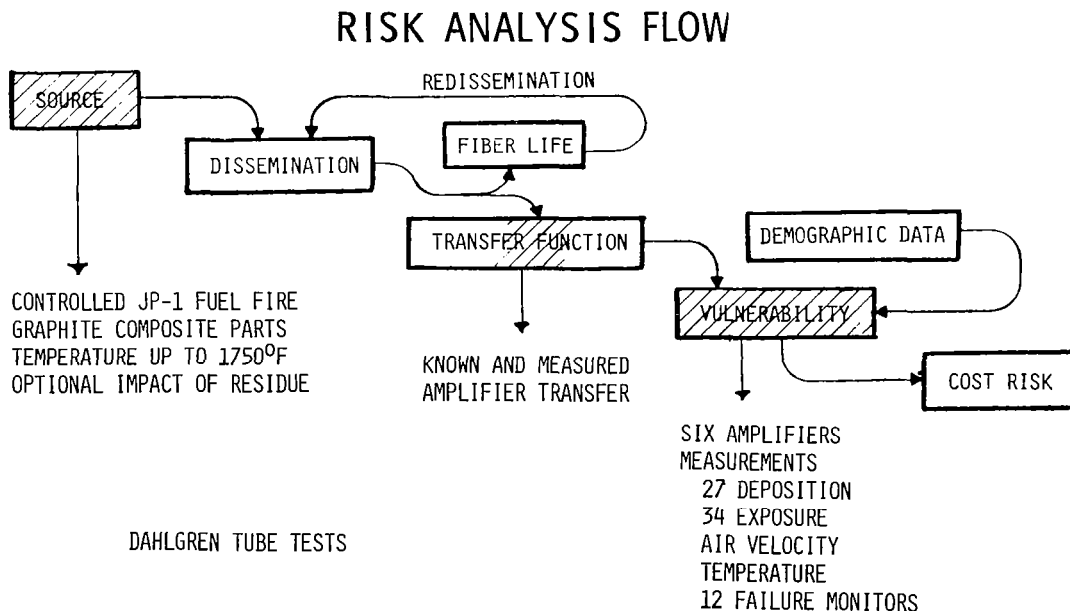 RISK ANALYSIS FLOW
SOURCE
REDISSEMINATION
DISSEMINATION
FIBER LIFE
TRANSFER FUNCTION
DEMOGRAPHIC DATA
VULNERABILITY
COST RISK
CONTROLLED JP-1 FUEL FIRE
GRAPHITE COMPOSITE PARTS
TEMPERATURE UP TO 1750⁰F
OPTIONAL IMPACT OF RESIDUE
KNOWN AND MEASURED
AMPLIFIER TRANSFER
SIX AMPLIFIERS
MEASUREMENTS
27 DEPOSITION
34 EXPOSURE
AIR VELOCITY
TEMPERATURE
12 FAILURE MONITORS
DAHLGREN TUBE TESTS